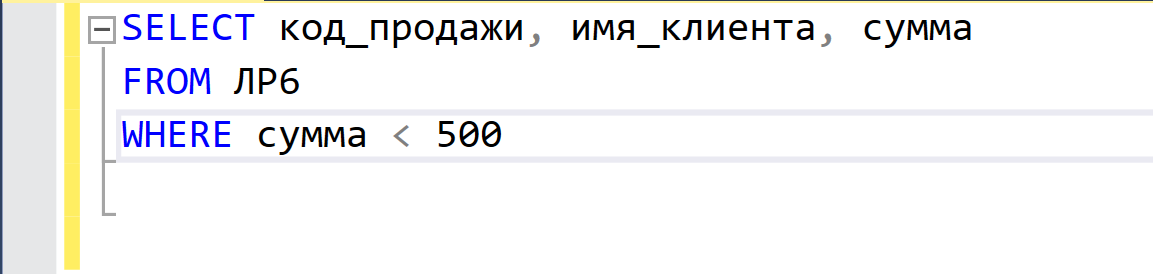 SELECT код_продажи, имя_клиента, сумма
FROM ЛР6
WHERE сумма < 500